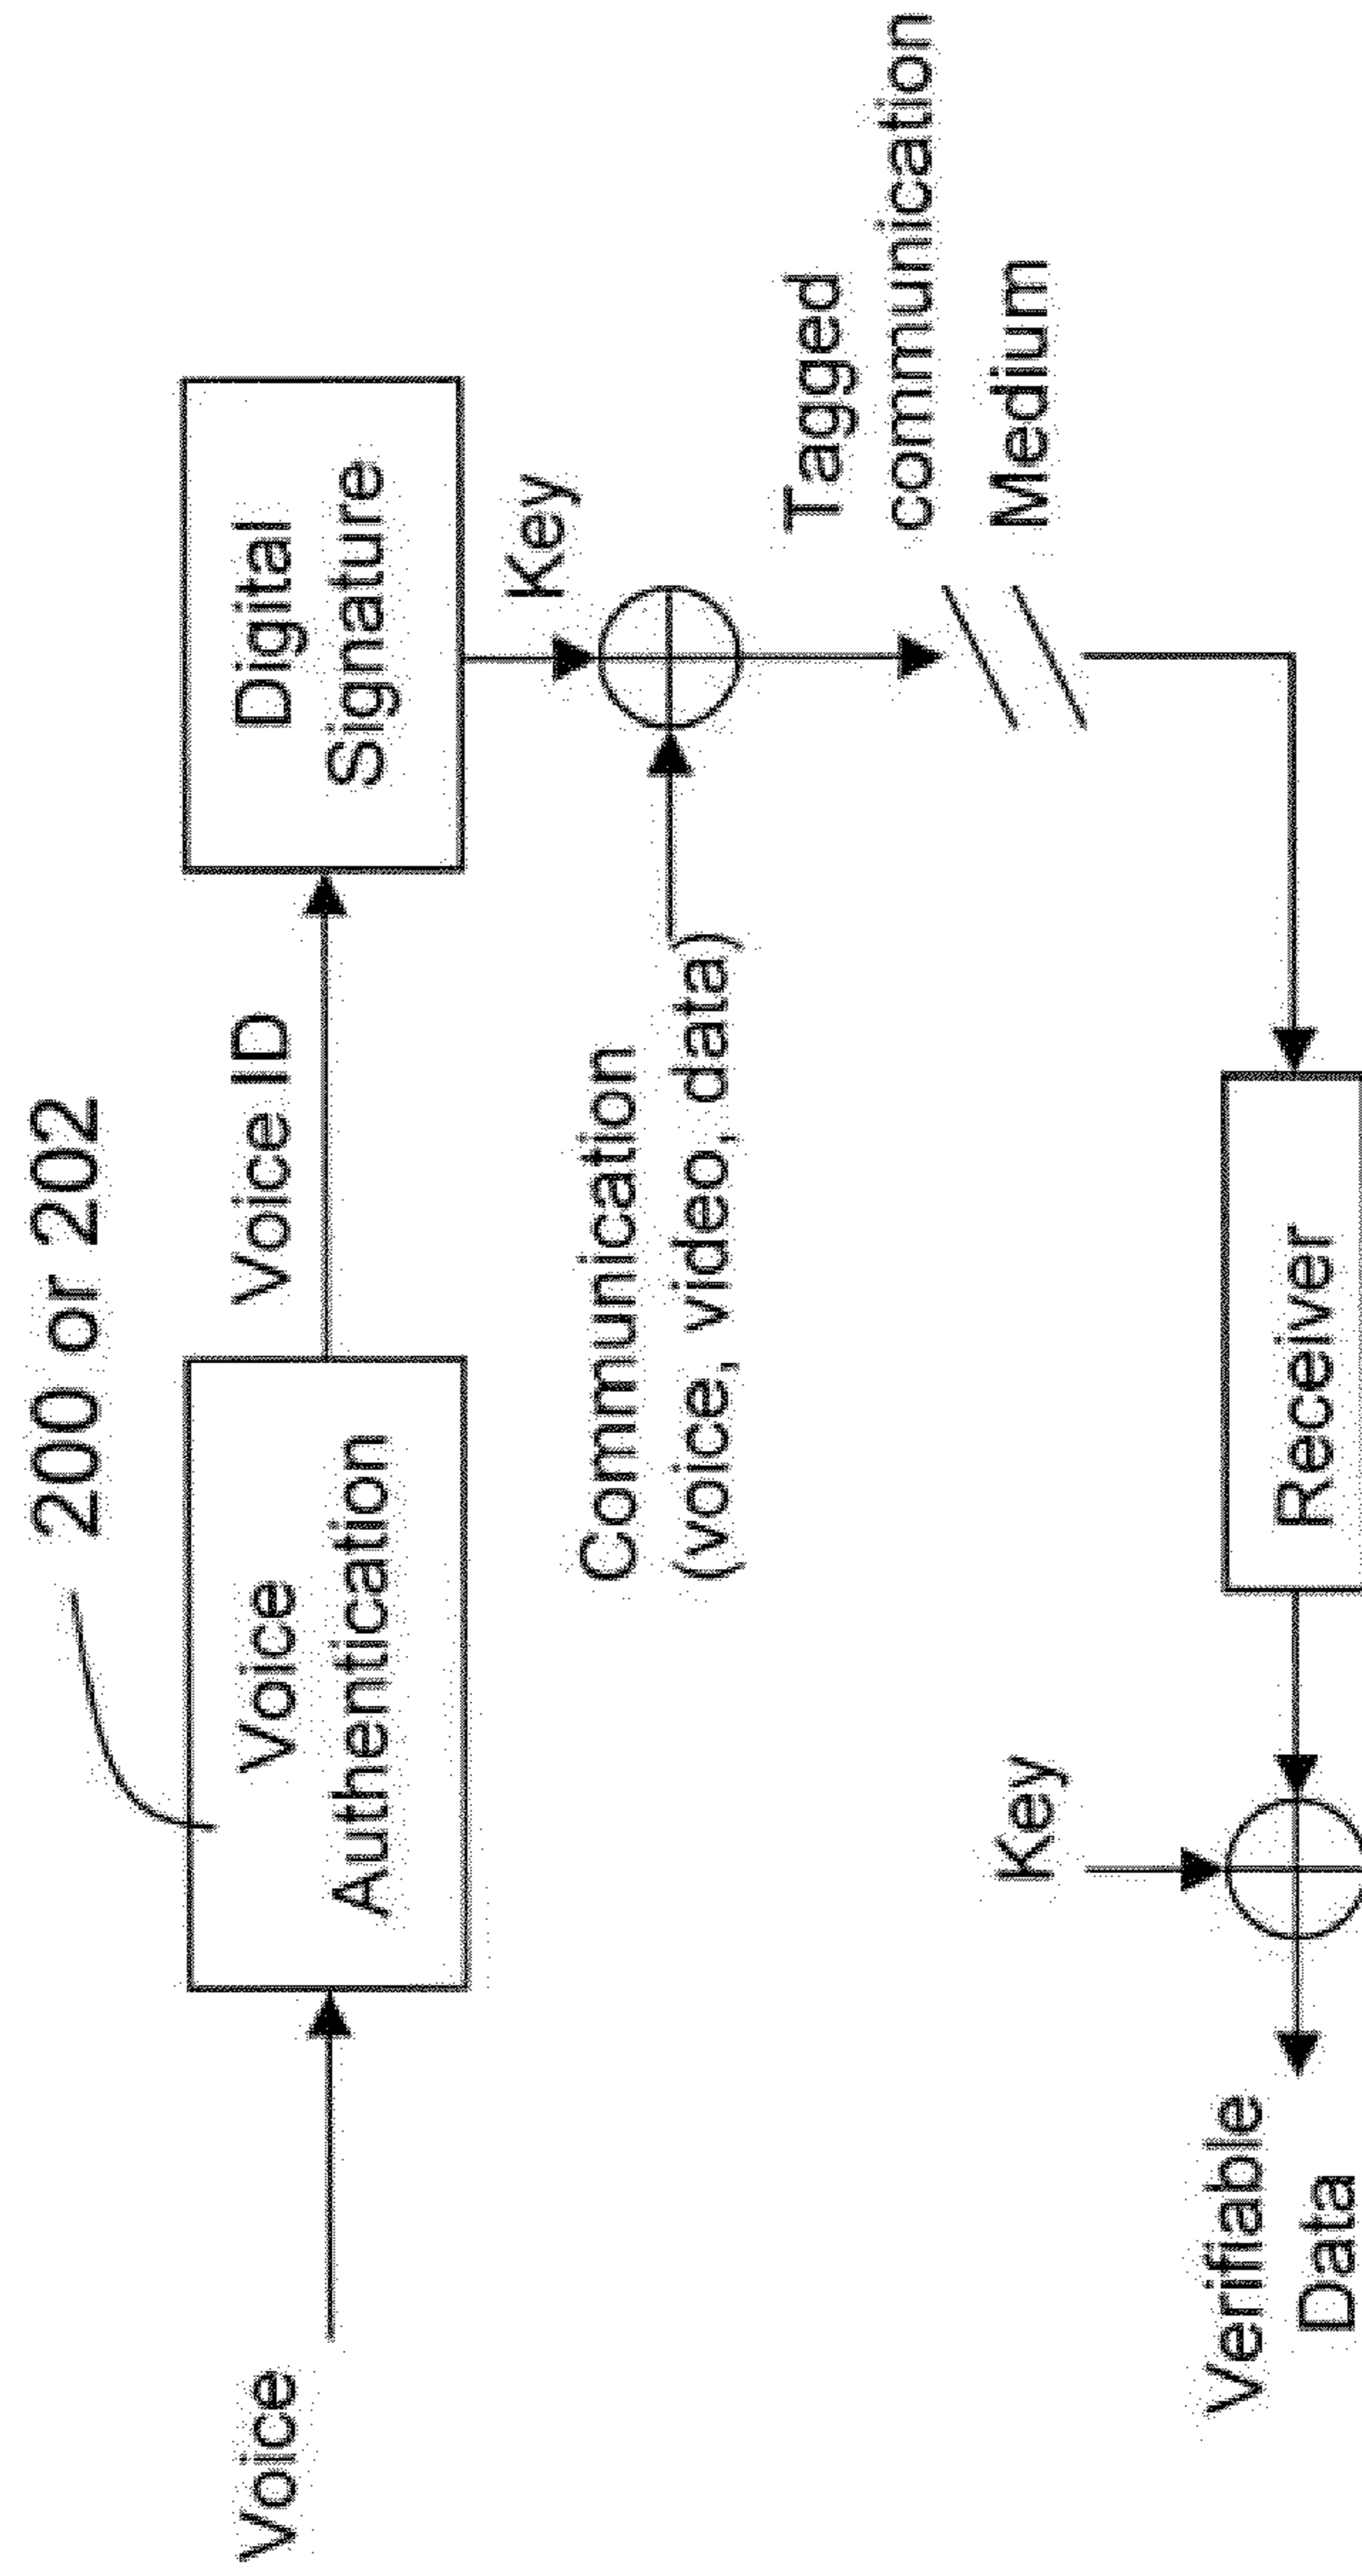 200 or 202
Voice
Voice
Authentication
Voice ID
Digital
Signature
Key
Communication
(voice, video, data)
Tagged
communication
Medium
Key
Receiver
Verifiable
Data